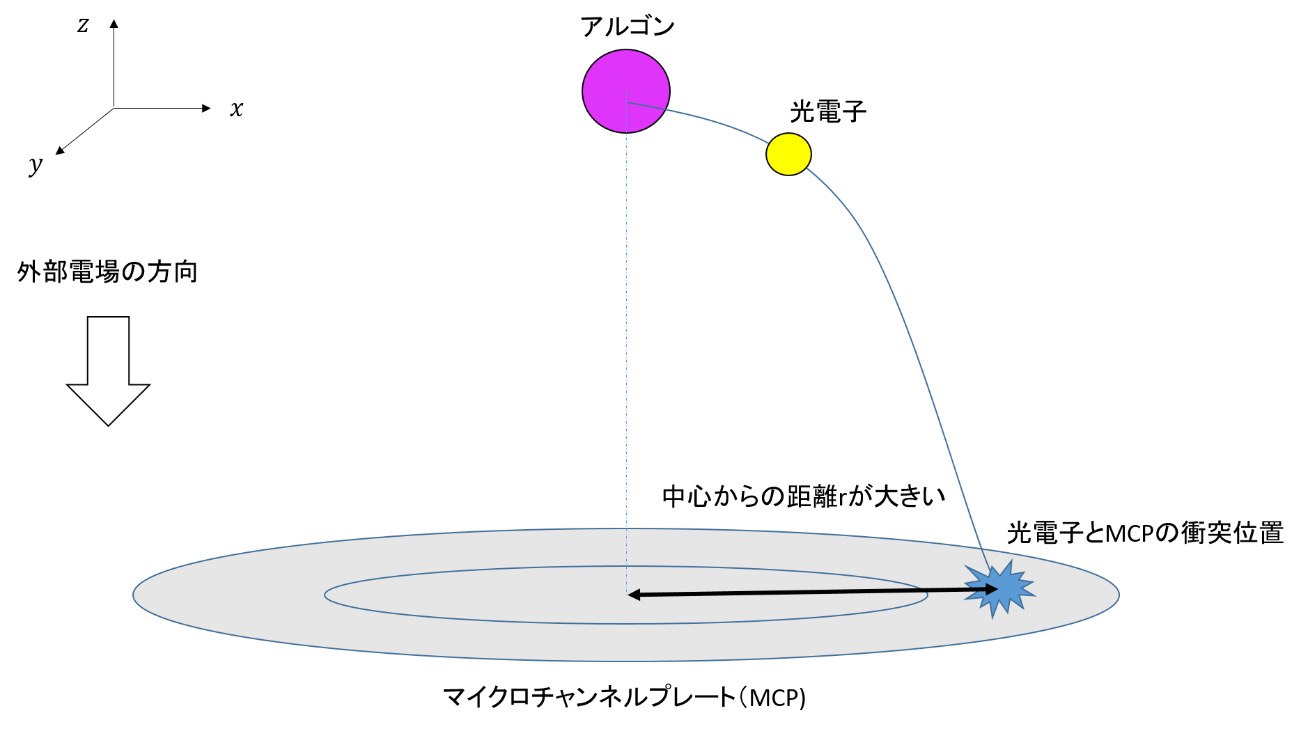 z
アルゴン
x
光電子
y
外部電場の方向
中心からの距離rが大きい
光電子とMCPの衝突位置
マイクロチャンネルプレート（MCP)